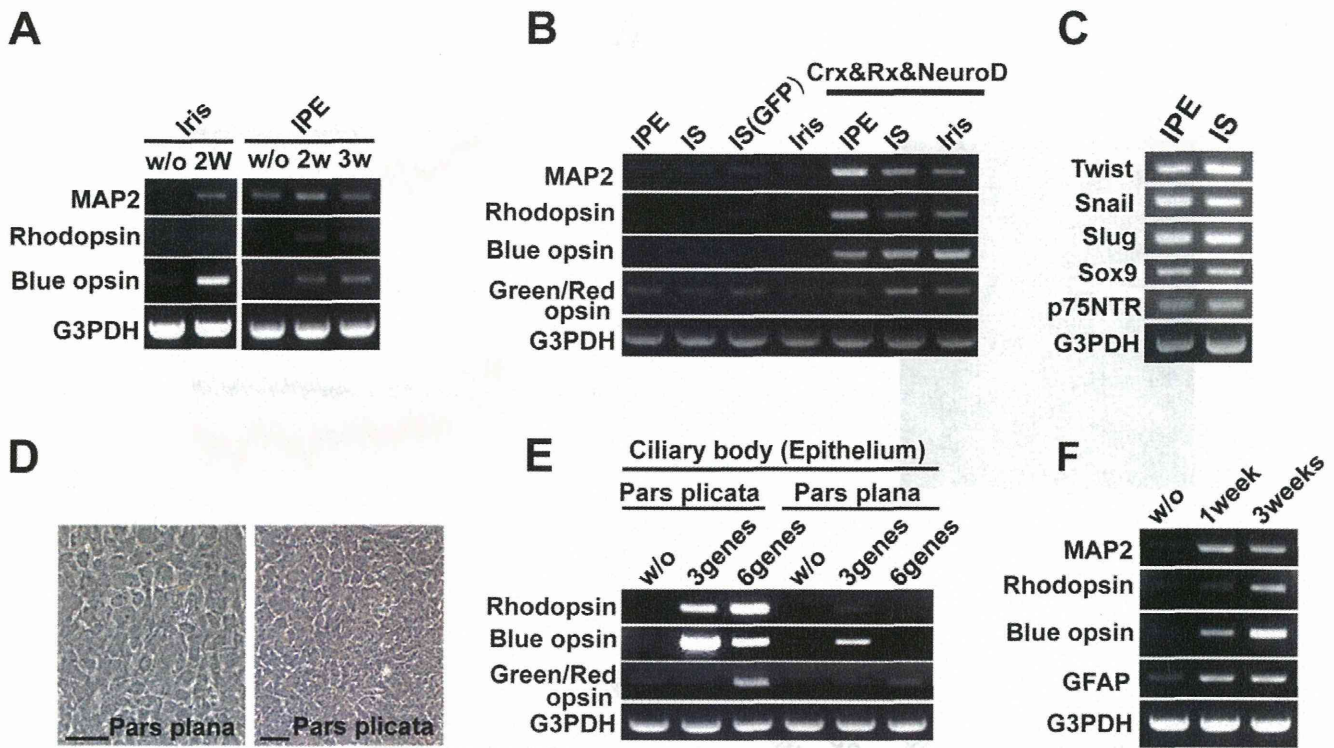 A
Iris IPE
w/o 2W w/o 2w 3w
MAP2
Rhodopsin
Blue opsin
G3PDH
B
Crx&Rx&NeuroD
IPE IS IS(GFP) Iris IPE IS Iris
MAP2
Rhodopsin
Blue opsin
Green/Red
opsin
G3PDH
C
IPE IS
Twist
Snail
Slug
Sox9
p75NTR
G3PDH
D
Pars plana Pars plicata
E
Ciliary body (Epithelium)
Pars plicata Pars plana
w/o 3genes 6genes w/o 3genes 6genes
Rhodopsin
Blue opsin
Green/Red
opsin
G3PDH
F
w/o 1week 3weeks
MAP2
Rhodopsin
Blue opsin
GFAP
G3PDH